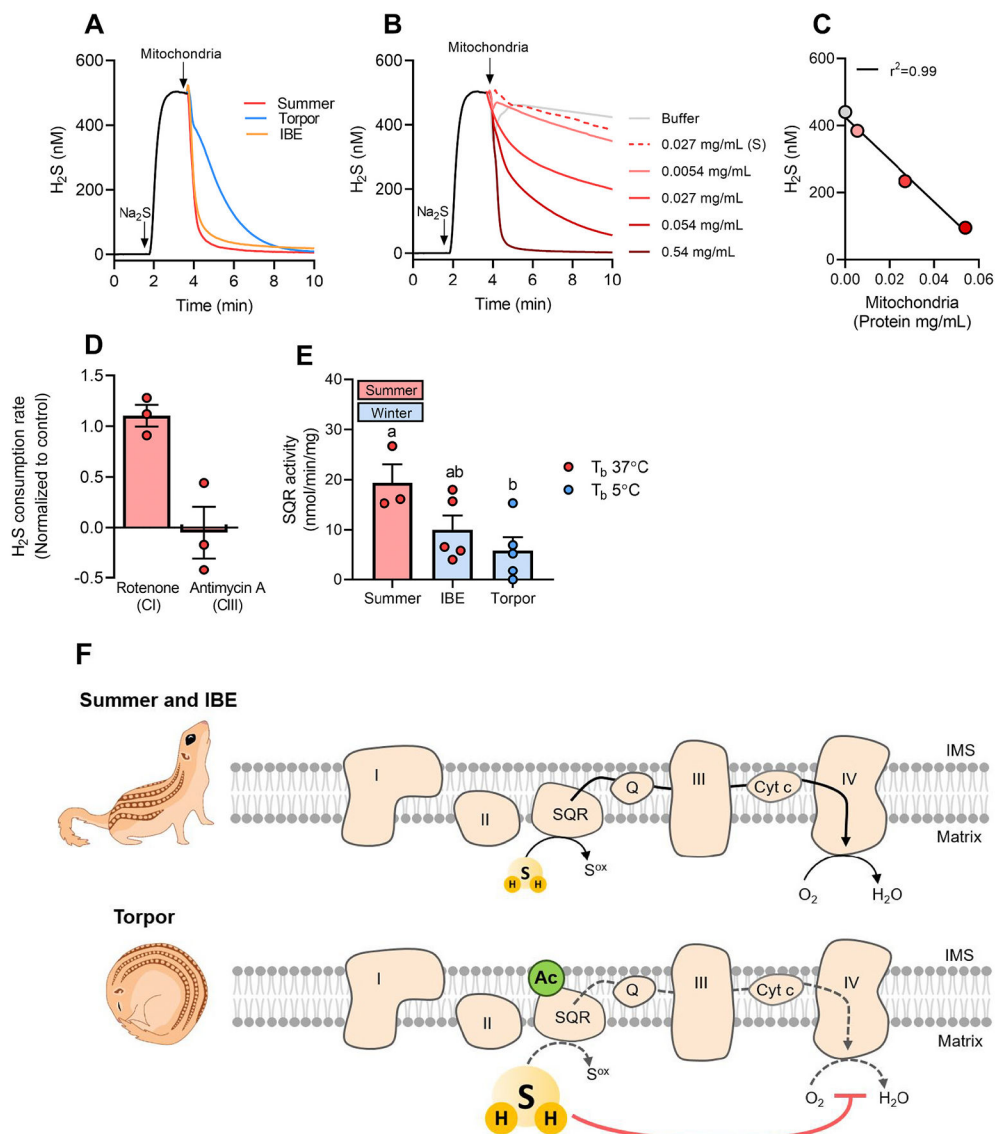 A
H2S (nM)
600
400
200
0
Mitochondria
Na2S
Summer
Torpor
IBE
0 2 4 6 8 10
Time (min)
B
H2S (nM)
600
400
200
0
Mitochondria
Na2S
Buffer
0.027 mg/mL (S)
0.0054 mg/mL
0.027 mg/mL
0.054 mg/mL
0.54 mg/mL
0 2 4 6 8 10
Time (min)
C
H2S (nM)
600
400
200
0
r2=0.99
0.00 0.02 0.04 0.06
Mitochondria
(Protein mg/mL)
D
H2S consumption rate
(Normalized to control)
1.5
1.0
0.5
0.0
-0.5
Rotenone
(CI)
Antimycin A
(CIII)
E
SQR activity
(nmol/min/mg)
40
30
20
10
0
Summer
Winter
a
ab
b
Summer IBE Torpor
Tb 37°C
Tb 5°C
F
Summer and IBE
I
II
SQR
Q
III
Cyt c
IV
IMS
Matrix
S
H H
Sox
O2
H2O
Torpor
I
II
Ac
SQR
Q
III
Cyt c
IV
IMS
Matrix
S
H H
Sox
O2
H2O